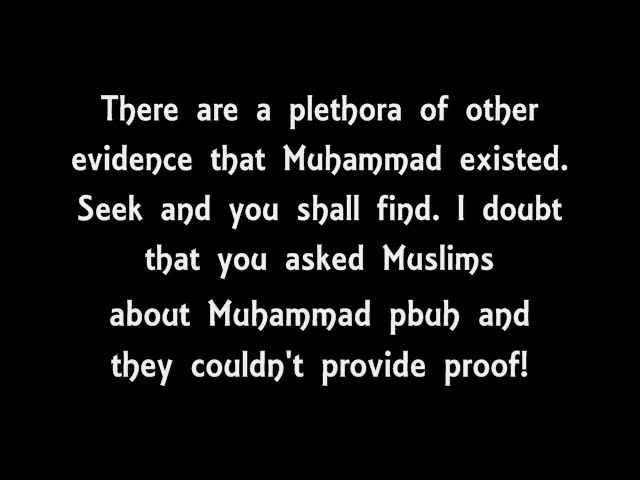 There are a plethora of other
evidence that Muhammad existed.
Seek and you shall find. I doubt
that you asked Muslims
about Muhammad pbuh and
they couldn't provide proof!